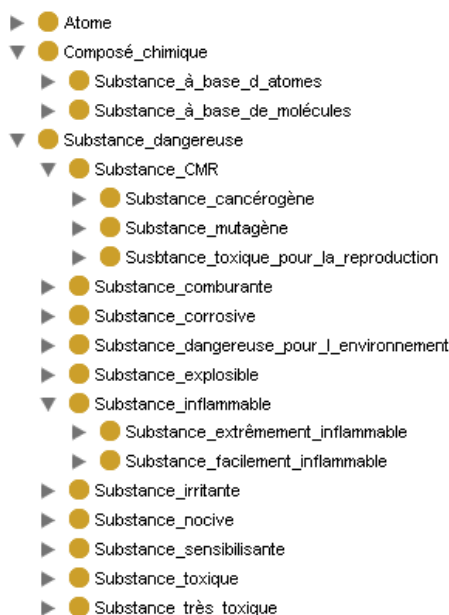 Atome
Composé_chimique
Substance_à_base_d_atomes
Substance_à_base_de_molécules
Substance_dangereuse
Substance_CMR
Substance_cancérogène
Substance_mutagène
Susbtance_toxique_pour_la_reproduction
Substance_comburante
Substance_corrosive
Substance_dangereuse_pour_l_environnement
Substance_explosible
Substance_inflammable
Substance_extrêmement_inflammable
Substance_facilement_inflammable
Substance_irritante
Substance_nocive
Substance_sensibilisante
Substance_toxique
Substance_très_toxique